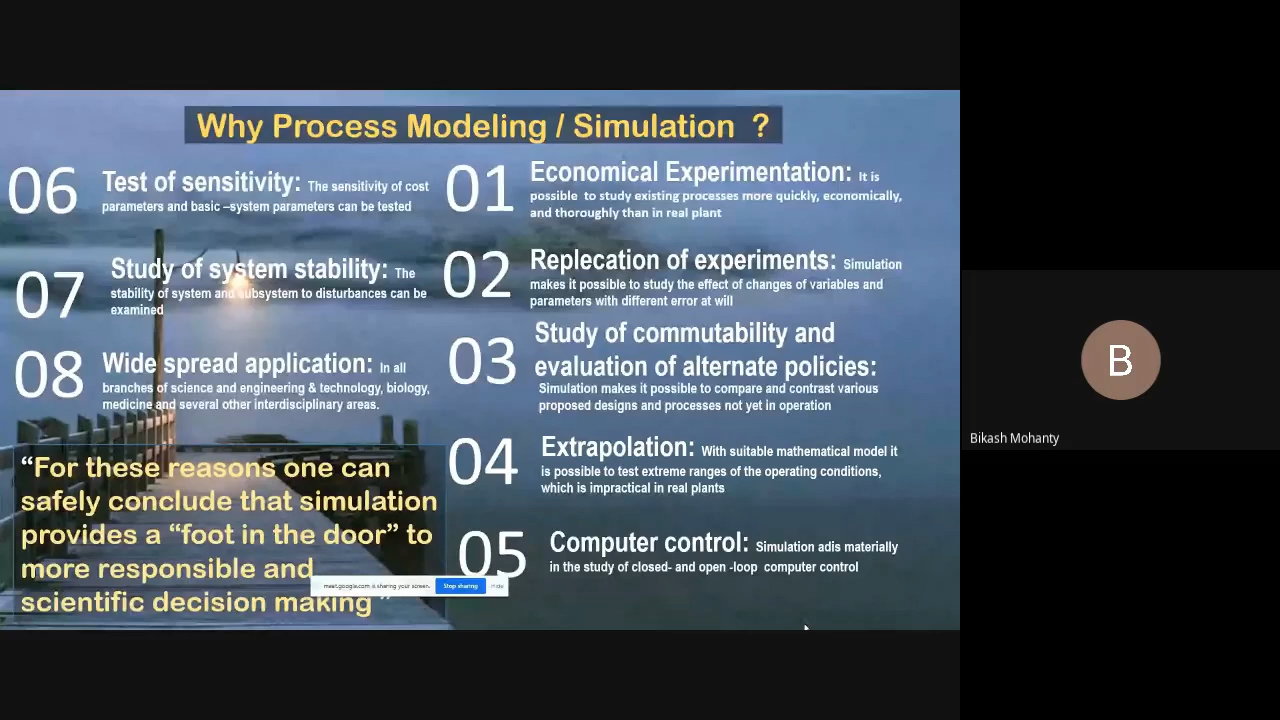 Why Process Modeling / Simulation ?
01
Economical Experimentation: It is
possible to study existing processes more quickly, economically,
and thoroughly than in real plant
02
Replecation of experiments: Simulation
makes it possible to study the effect of changes of variables and
parameters with different error at will
03
Study of commutability and
evaluation of alternate policies:
Simulation makes it possible to compare and contrast various
proposed designs and processes not yet in operation
04
Extrapolation: With suitable mathematical model it
is possible to test extreme ranges of the operating conditions,
which is impractical in real plants
05
Computer control: Simulation adis materially
in the study of closed- and open -loop computer control
06
Test of sensitivity: The sensitivity of cost
parameters and basic –system parameters can be tested
07
Study of system stability: The
stability of system and subsystem to disturbances can be
examined
08
Wide spread application: In all
branches of science and engineering & technology, biology,
medicine and several other interdisciplinary areas.
“For these reasons one can
safely conclude that simulation
provides a “foot in the door” to
more responsible and
scientific decision making ”
meet.google.com is sharing your screen. Stop sharing Hide
B
Bikash Mohanty